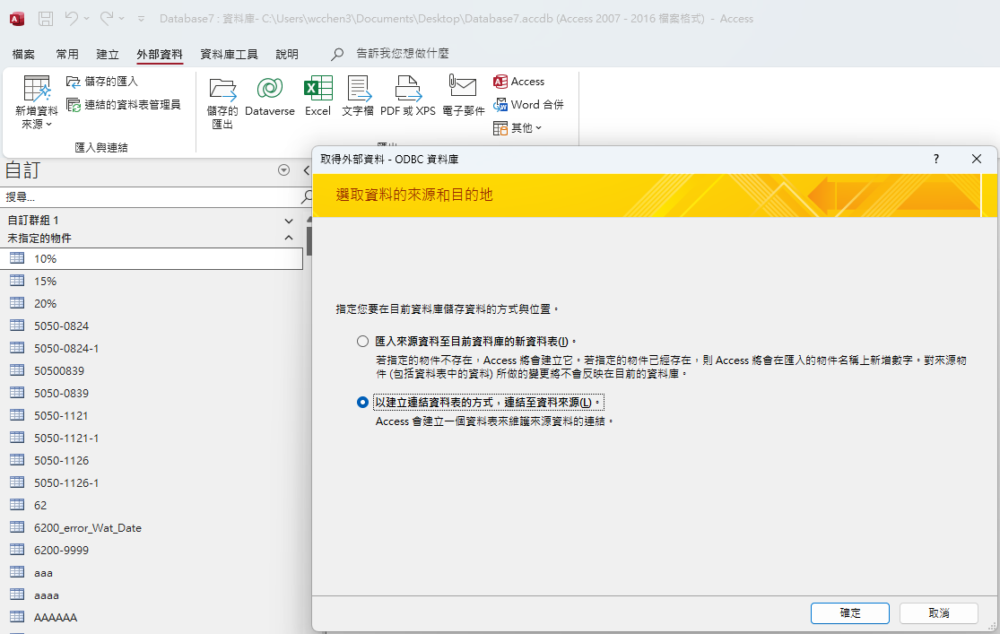 Database7 : 資料庫- C:\Users\wcchen3\Documents\Desktop\Database7.accdb (Access 2007 - 2016 檔案格式) - Access
檔案 常用 建立 外部資料 資料庫工具 說明 告訴我您想做什麼
新增資料
來源
儲存的匯入
連結的資料表管理員
匯入與連結
儲存的
匯出
Dataverse
Excel
文字檔
PDF 或 XPS
電子郵件
Access
Word 合併
其他
自訂
搜尋...
自訂群組 1
未指定的物件
10%
15%
20%
5050-0824
5050-0824-1
50500839
5050-0839
5050-1121
5050-1121-1
5050-1126
5050-1126-1
62
6200_error_Wat_Date
6200-9999
aaa
aaaa
AAAAAA
取得外部資料 - ODBC 資料庫
選取資料的來源和目的地
指定您要在目前資料庫儲存資料的方式與位置。
匯入來源資料至目前資料庫的新資料表(I)。
若指定的物件不存在，Access 將會建立它。若指定的物件已經存在，則 Access 將會在匯入的物件名稱上新增數字。對來源物
件 (包括資料表中的資料) 所做的變更將不會反映在目前的資料庫。
以建立連結資料表的方式，連結至資料來源(L)。
Access 會建立一個資料表來維護來源資料的連結。
確定
取消